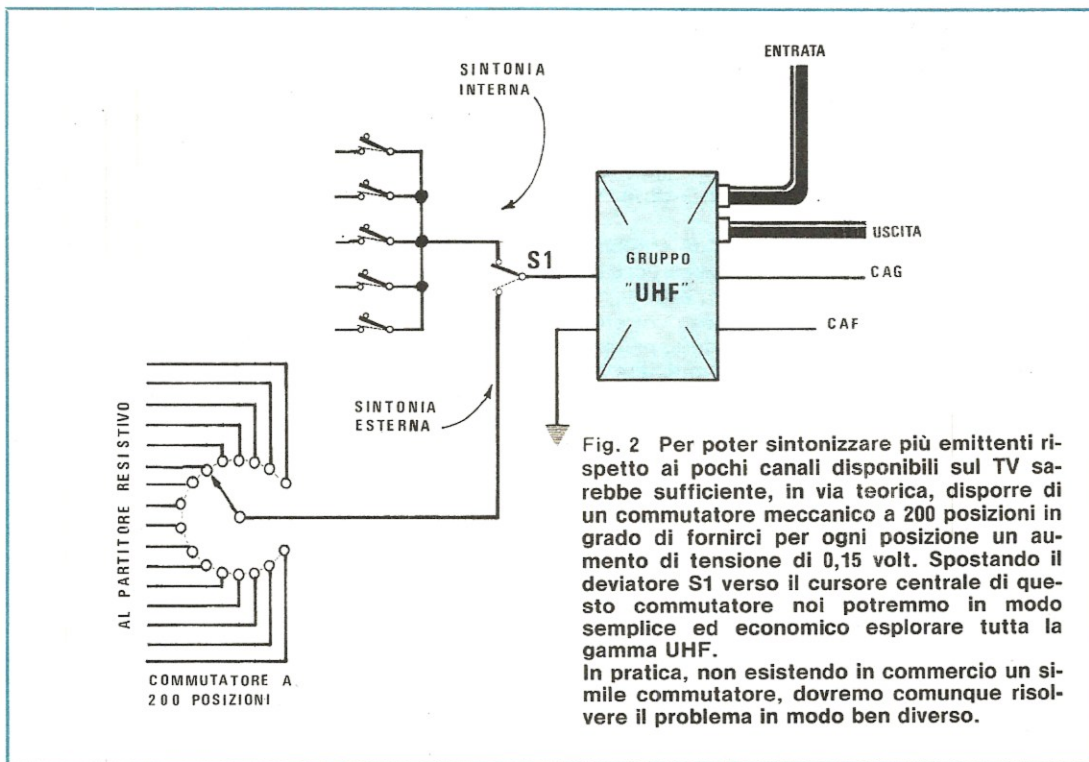 ENTRATA
SINTONIA
INTERNA
S1
GRUPPO
"UHF"
USCITA
CAG
CAF
SINTONIA
ESTERNA
AL PARTITORE RESISTIVO
COMMUTATORE A
200 POSIZIONI
Fig. 2 Per poter sintonizzare più emittenti ri-
spetto ai pochi canali disponibili sul TV sa-
rebbe sufficiente, in via teorica, disporre di
un commutatore meccanico a 200 posizioni in
grado di fornirci per ogni posizione un au-
mento di tensione di 0,15 volt. Spostando il
deviatore S1 verso il cursore centrale di que-
sto commutatore noi potremmo in modo
semplice ed economico esplorare tutta la
gamma UHF.
In pratica, non esistendo in commercio un si-
mile commutatore, dovremo comunque risol-
vere il problema in modo ben diverso.